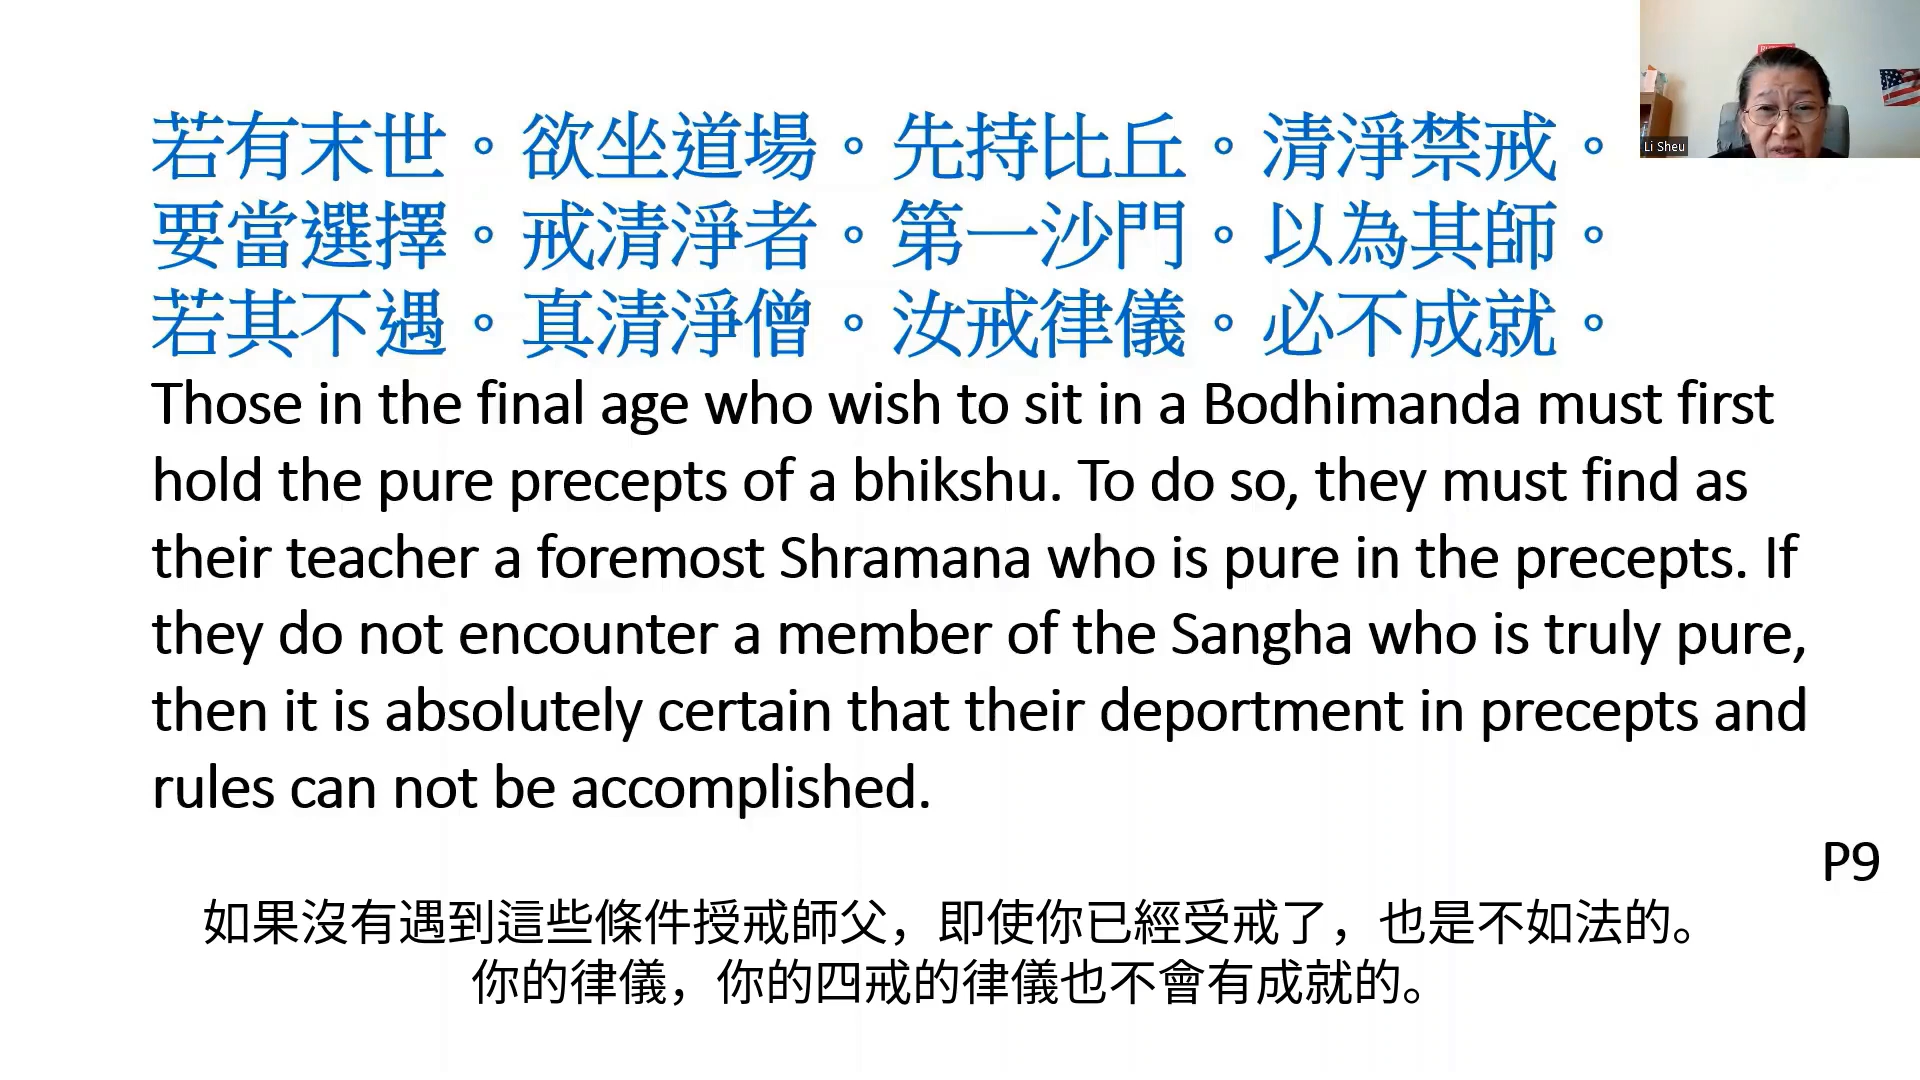 若有末世。欲坐道場。先持比丘。清淨禁戒。
要當選擇。戒清淨者。第一沙門。以為其師。
若其不遇。真清淨僧。汝戒律儀。必不成就。
Those in the final age who wish to sit in a Bodhimanda must first
hold the pure precepts of a bhikshu. To do so, they must find as
their teacher a foremost Shramana who is pure in the precepts. If
they do not encounter a member of the Sangha who is truly pure,
then it is absolutely certain that their deportment in precepts and
rules can not be accomplished.
P9
如果沒有遇到這些條件授戒師父，即使你已經受戒了，也是不如法的。
你的律儀，你的四戒的律儀也不會有成就的。
Li Sheu